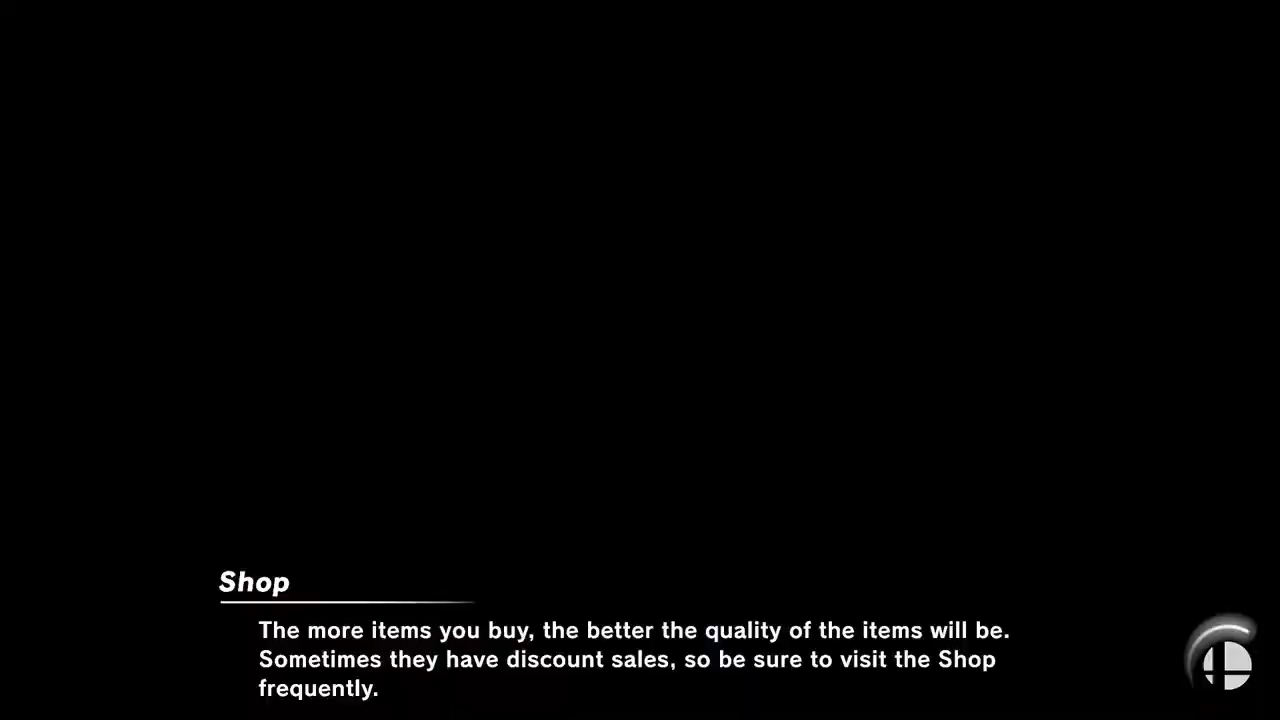 Shop
The more items you buy, the better the quality of the items will be.
Sometimes they have discount sales, so be sure to visit the Shop
frequently.